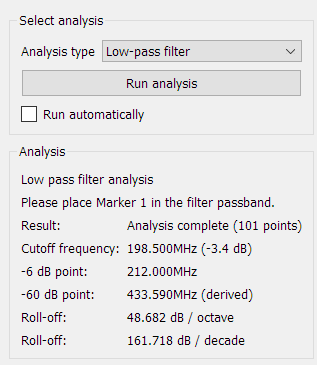 Select analysis
Analysis type Low-pass filter
Run analysis
Run automatically
Analysis
Low pass filter analysis
Please place Marker 1 in the filter passband.
Result: Analysis complete (101 points)
Cutoff frequency: 198.500MHz (-3.4 dB)
-6 dB point: 212.000MHz
-60 dB point: 433.590MHz (derived)
Roll-off: 48.682 dB / octave
Roll-off: 161.718 dB / decade